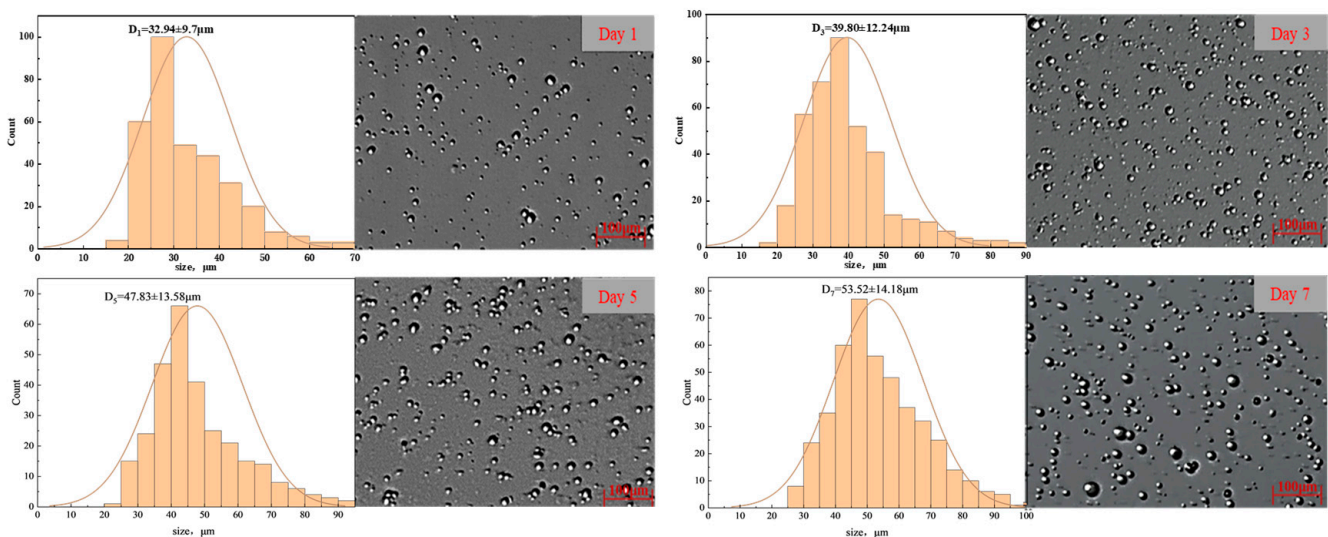 D₁=32.94±9.7μm
Count
100
80
60
40
20
0
0 10 20 30 40 50 60 70
size, μm
Day 1
100μm
D₃=39.80±12.24μm
Count
90
60
30
0
0 10 20 30 40 50 60 70 80 90
size, μm
Day 3
100μm
D₅=47.83±13.58μm
Count
70
60
50
40
30
20
10
0
0 10 20 30 40 50 60 70 80 90
size, μm
Day 5
100μm
D₇=53.52±14.18μm
Count
80
70
60
50
40
30
20
10
0
0 10 20 30 40 50 60 70 80 90 100
size, μm
Day 7
100μm